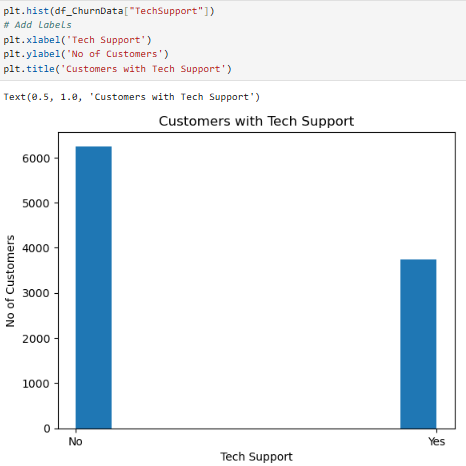 plt.hist(df_ChurnData["TechSupport"])
# Add Labels
plt.xlabel('Tech Support')
plt.ylabel('No of Customers')
plt.title('Customers with Tech Support')
Text(0.5, 1.0, 'Customers with Tech Support')
Customers with Tech Support
No of Customers
6000
5000
4000
3000
2000
1000
0
No Yes
Tech Support